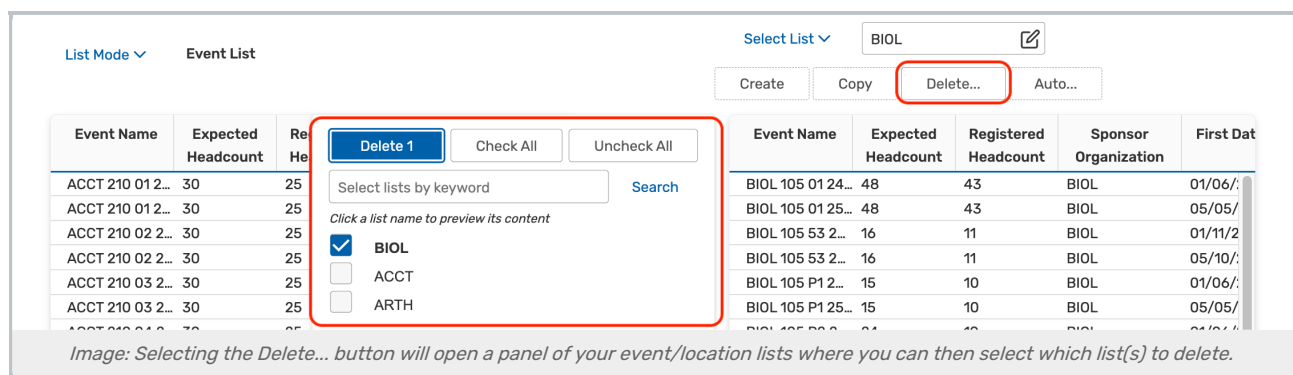 List Mode
Event List
Select List
BIOL
Create
Copy
Delete...
Auto...
Event Name Expected Headcount Re
He
Delete 1
Check All
Uncheck All
Select lists by keyword
Search
Click a list name to preview its content
BIOL
ACCT
ARTH
ACCT 210 01 2... 30 25
ACCT 210 01 2... 30 25
ACCT 210 02 2... 30 25
ACCT 210 02 2... 30 25
ACCT 210 03 2... 30 25
ACCT 210 03 2... 30 25
Event Name Expected Headcount Registered Headcount Sponsor Organization First Dat
BIOL 105 01 24... 48 43 BIOL 01/06/
BIOL 105 01 25... 48 43 BIOL 05/05/
BIOL 105 53 2... 16 11 BIOL 01/11/2
BIOL 105 53 2... 16 11 BIOL 05/10/
BIOL 105 P1 2... 15 10 BIOL 01/06/
BIOL 105 P1 25... 15 10 BIOL 05/05/
Image: Selecting the Delete... button will open a panel of your event/location lists where you can then select which list(s) to delete.